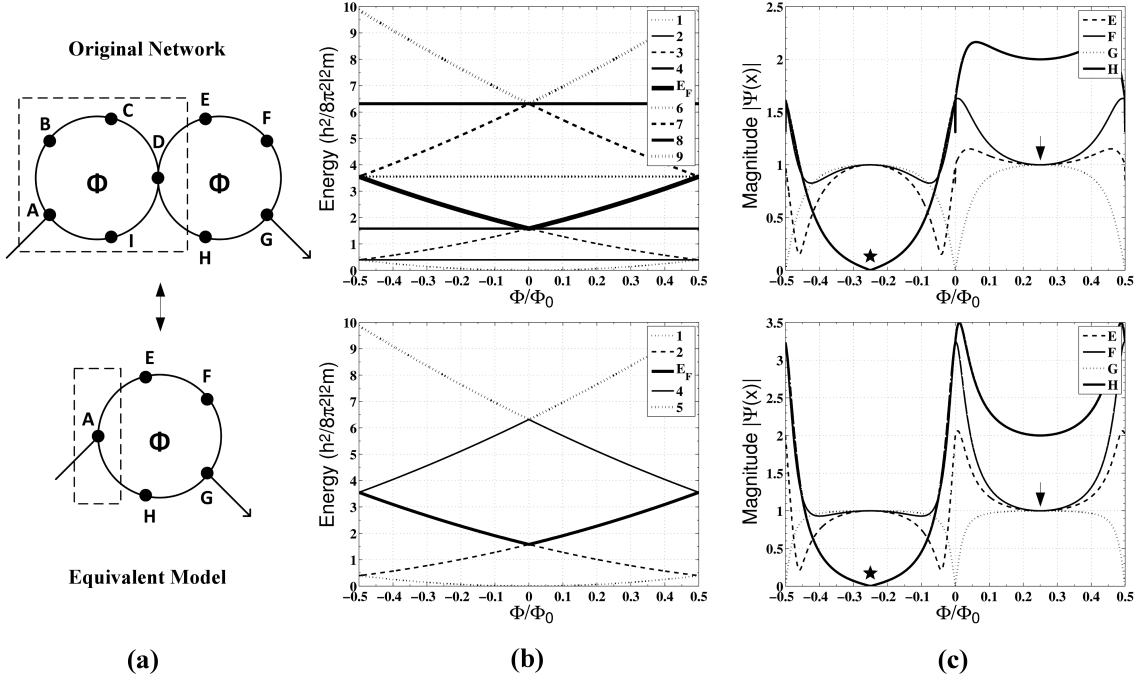 Original Network
B
C
D
E
F
Φ
Φ
A
I
H
G
E
F
A
Φ
H
G
Equivalent Model
(a)
Energy (h²/8π²l²2m)
10
9
8
7
6
5
4
3
2
1
0
−0.5 −0.4 −0.3 −0.2 −0.1 0 0.1 0.2 0.3 0.4 0.5
Φ/Φ₀
1
2
3
4
E_F
6
7
8
9
Energy (h²/8π²l²2m)
10
9
8
7
6
5
4
3
2
1
0
−0.5 −0.4 −0.3 −0.2 −0.1 0 0.1 0.2 0.3 0.4 0.5
Φ/Φ₀
1
2
E_F
4
5
(b)
Magnitude |Ψ(x)|
2.5
2
1.5
1
0.5
0
−0.5 −0.4 −0.3 −0.2 −0.1 0 0.1 0.2 0.3 0.4 0.5
Φ/Φ₀
E
F
G
H
Magnitude |Ψ(x)|
3.5
3
2.5
2
1.5
1
0.5
0
−0.5 −0.4 −0.3 −0.2 −0.1 0 0.1 0.2 0.3 0.4 0.5
Φ/Φ₀
E
F
G
H
(c)